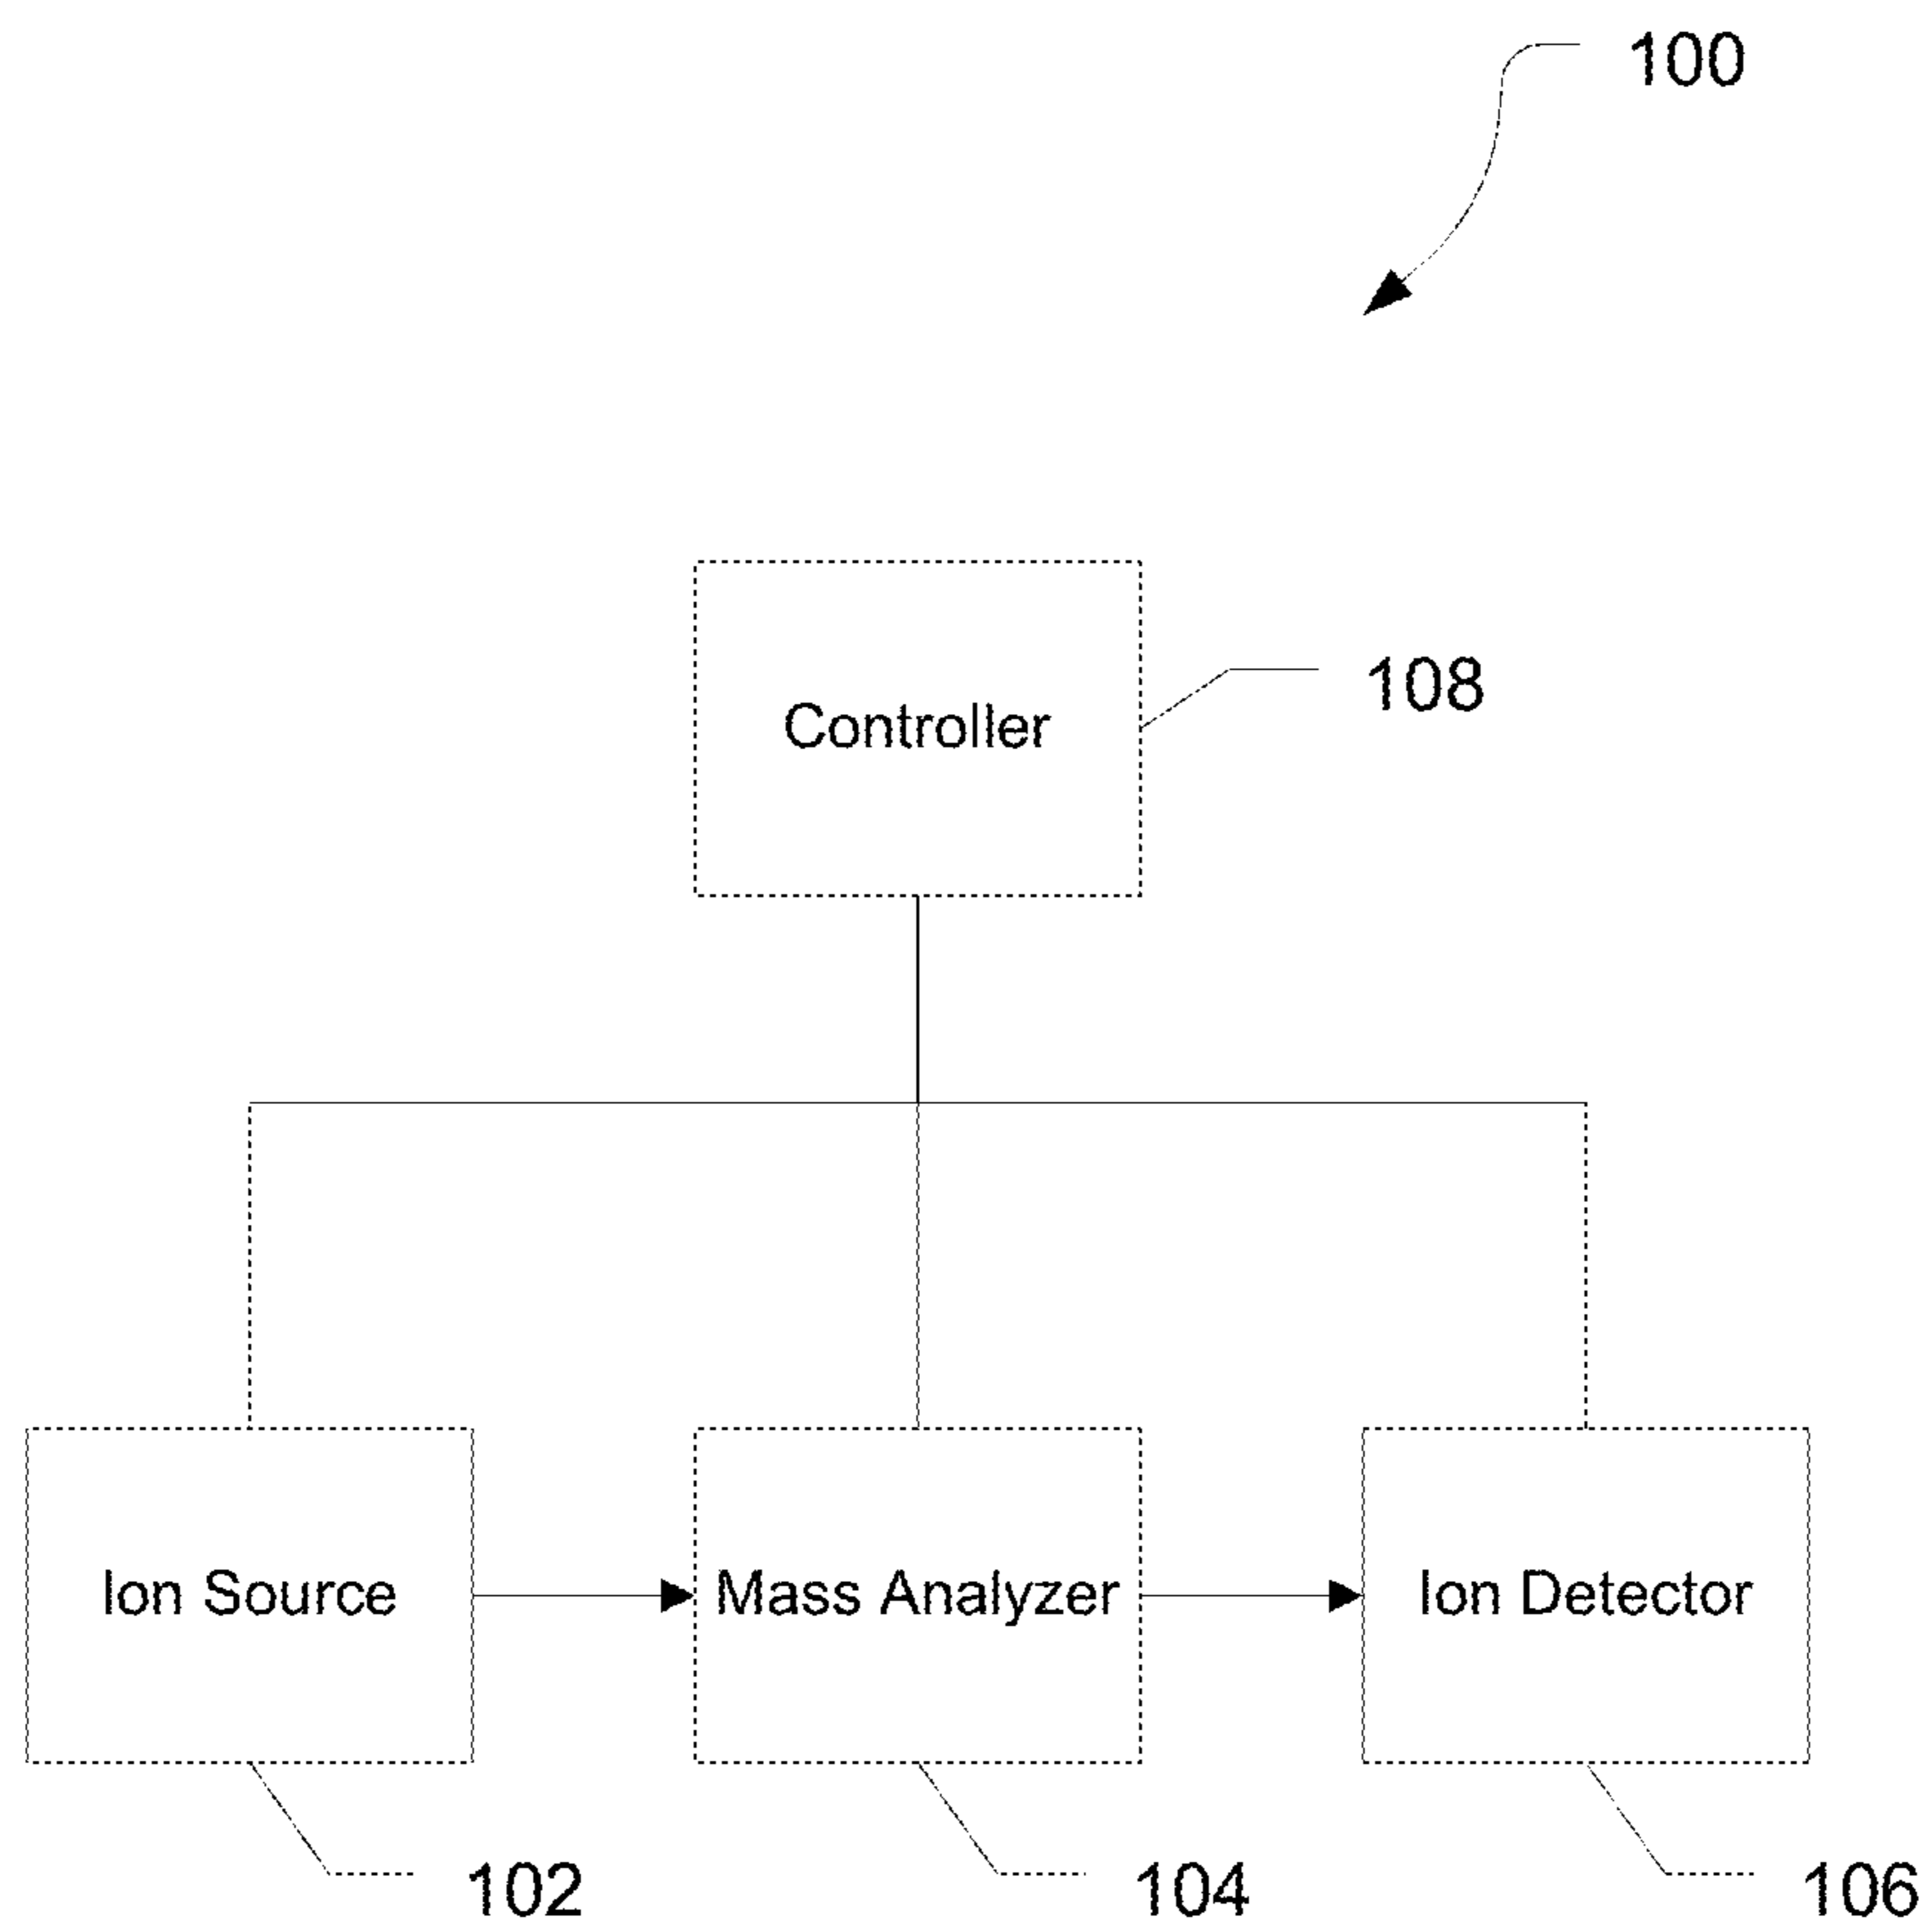 100
Controller
108
Ion Source
Mass Analyzer
Ion Detector
102
104
106